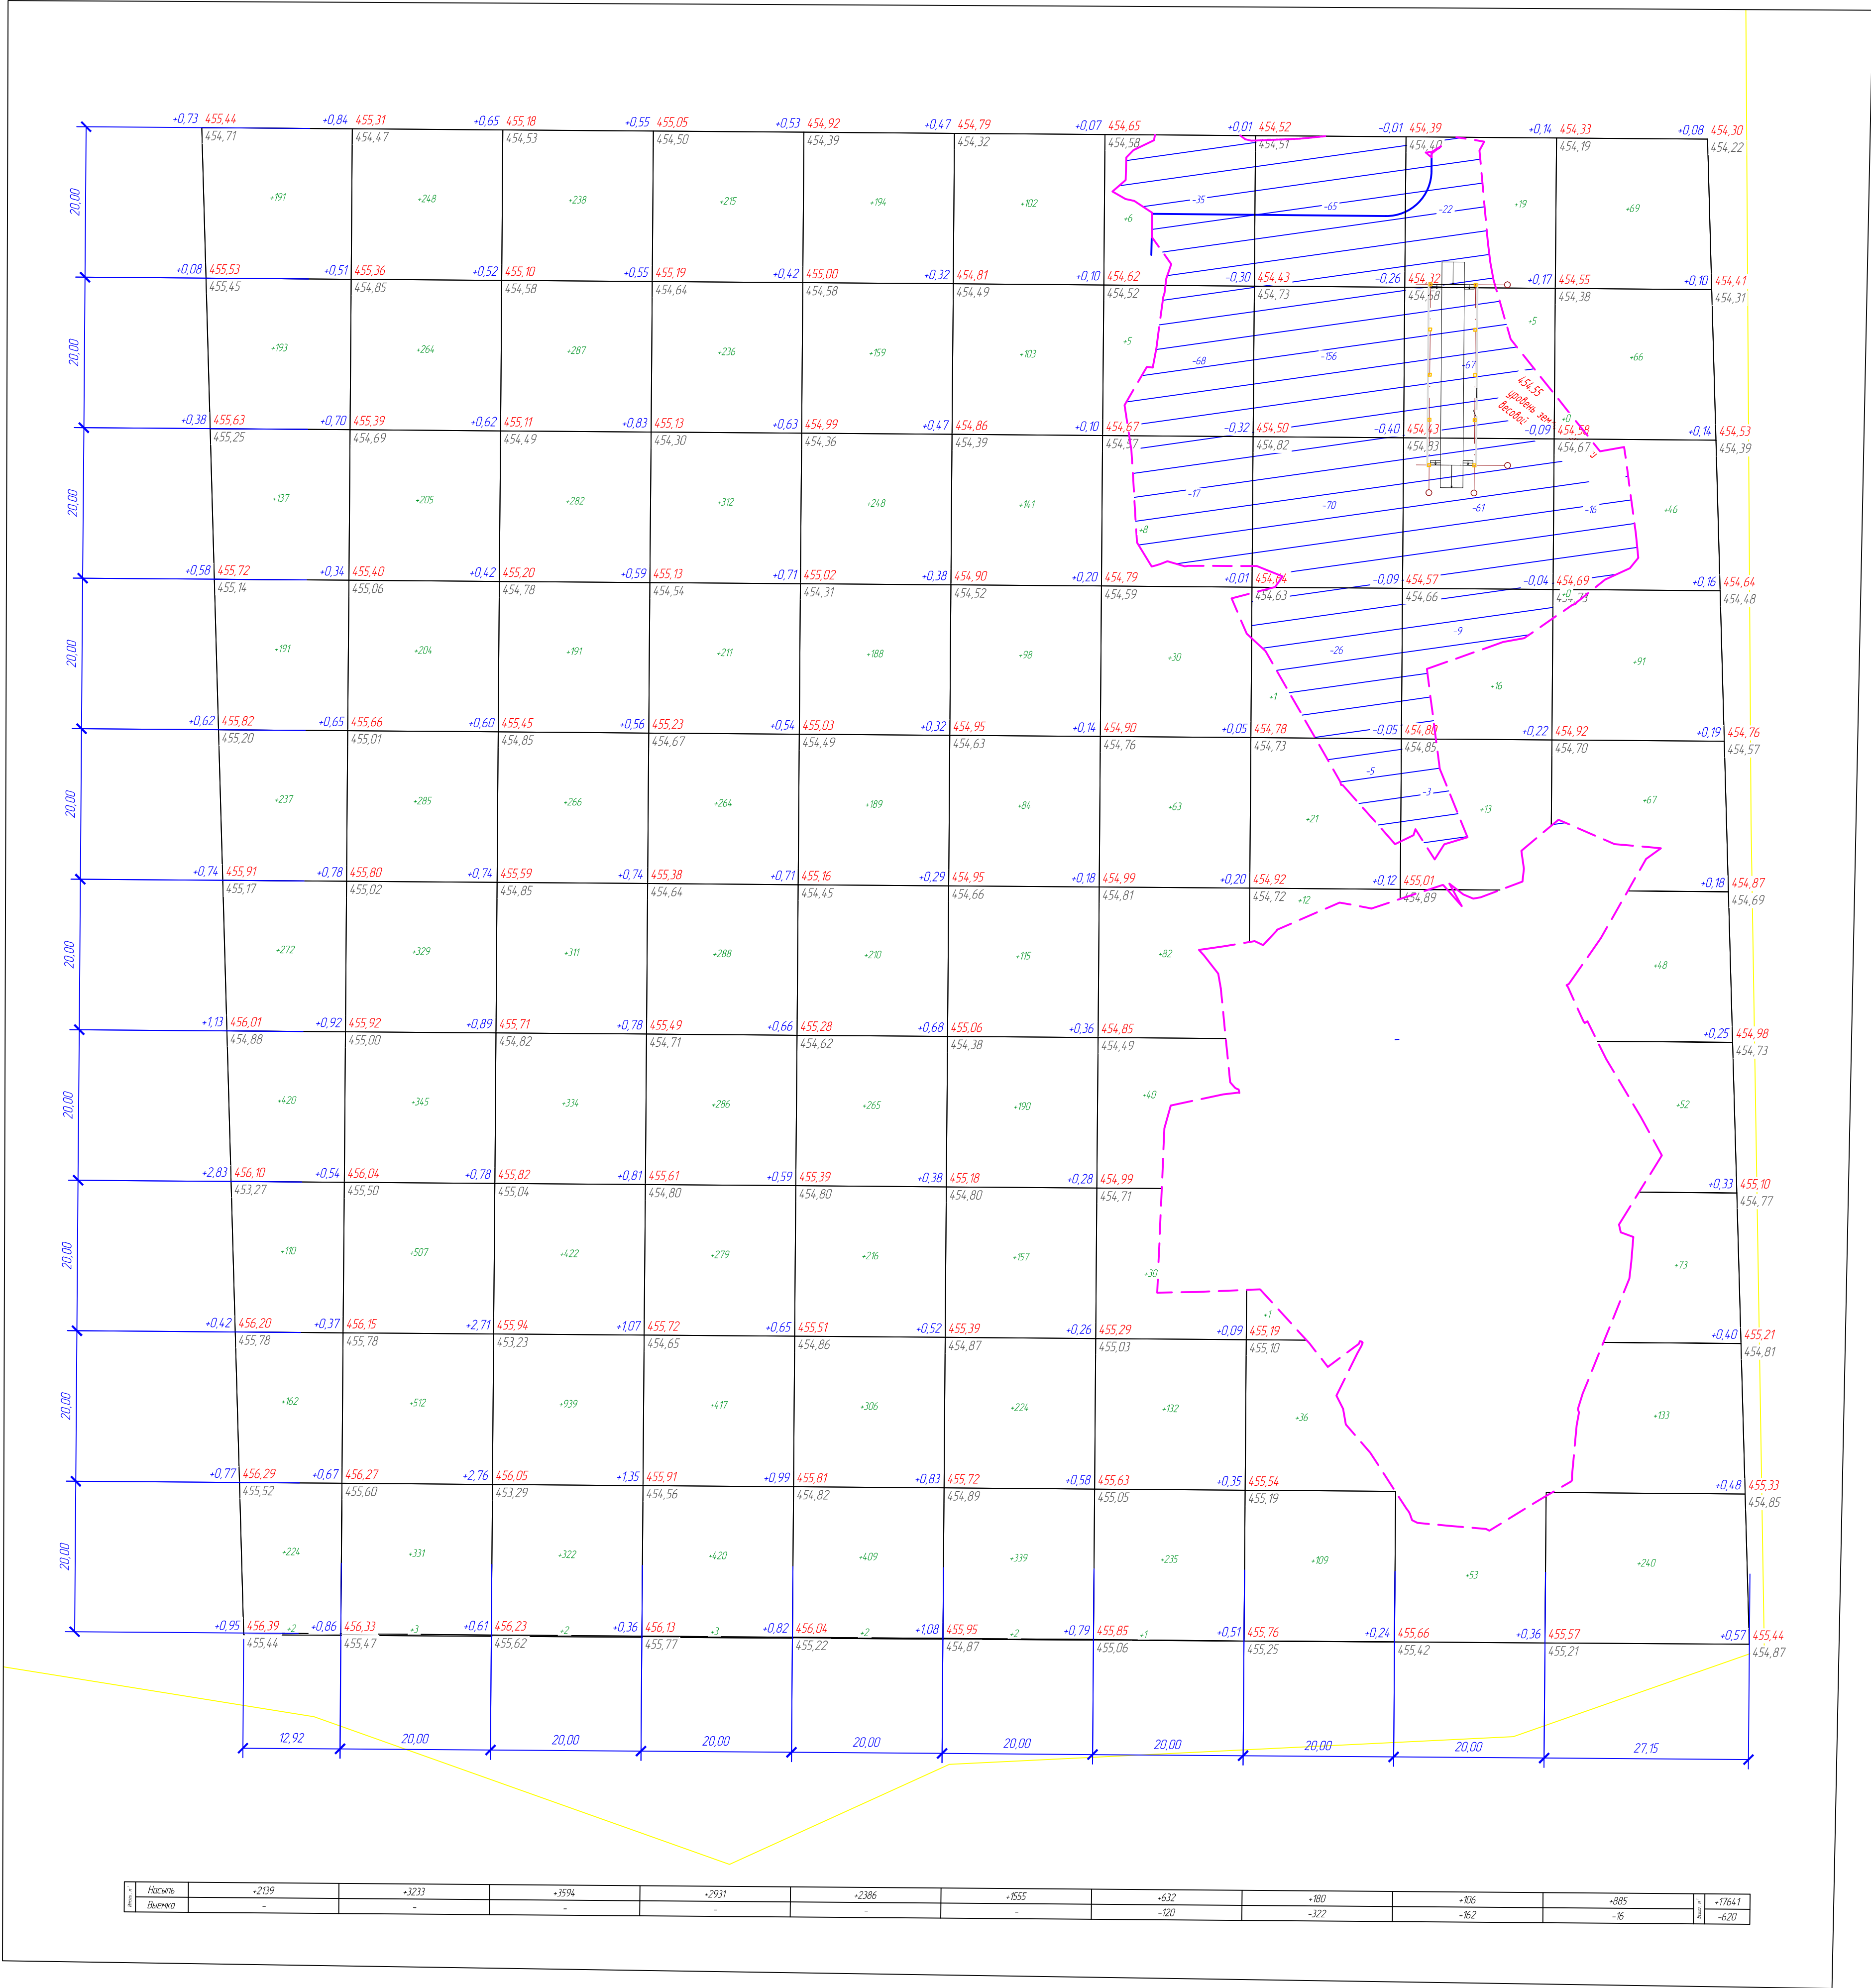 +0,73 455,44 +0,84 455,31 +0,65 455,18 +0,55 455,05 +0,53 454,92 +0,47 454,79 +0,07 454,65 +0,01 454,52 -0,01 454,39 +0,14 454,33 +0,08 454,30
454,71 454,47 454,53 454,50 454,39 454,32 454,58 454,51 454,40 454,19 454,22
20,00 +191 +248 +238 +215 +194 +102 +6 -35 -65 -22 +19 +69
+0,08 455,53 +0,51 455,36 +0,52 455,10 +0,55 455,19 +0,42 455,00 +0,32 454,81 +0,10 454,62 -0,30 454,43 -0,26 454,32 +0,17 454,55 +0,10 454,41
455,45 454,85 454,58 454,64 454,58 454,49 454,52 454,73 454,58 454,38 454,31
20,00 +193 +264 +287 +236 +159 +103 +5 -68 -156 -67 +5 +66
454.55
уровень зем
весовой
+0
+0,38 455,63 +0,70 455,39 +0,62 455,11 +0,83 455,13 +0,63 454,99 +0,47 454,86 +0,10 454,67 -0,32 454,50 -0,40 454,43 -0,09 454,58 +0,14 454,53
455,25 454,69 454,49 454,30 454,36 454,39 454,57 454,82 454,83 454,67 454,39
20,00 +137 +205 +282 +312 +248 +141 +8 -17 -70 -61 -16 +46
+0,58 455,72 +0,34 455,40 +0,42 455,20 +0,59 455,13 +0,71 455,02 +0,38 454,90 +0,20 454,79 +0,01 454,64 -0,09 454,57 -0,04 454,69 +0,16 454,64
455,14 455,06 454,78 454,54 454,31 454,52 454,59 454,63 454,66 454,73 +0 454,48
20,00 +191 +204 +191 +211 +188 +98 +30 +1 -26 -9 +16 +91
+0,62 455,82 +0,65 455,66 +0,60 455,45 +0,56 455,23 +0,54 455,03 +0,32 454,95 +0,14 454,90 +0,05 454,78 -0,05 454,80 +0,22 454,92 +0,19 454,76
455,20 455,01 454,85 454,67 454,49 454,63 454,76 454,73 454,85 454,70 454,57
20,00 +237 +285 +266 +264 +189 +84 +63 +21 -5 -3 +13 +67
+0,74 455,91 +0,78 455,80 +0,74 455,59 +0,74 455,38 +0,71 455,16 +0,29 454,95 +0,18 454,99 +0,20 454,92 +0,12 455,01 +0,18 454,87
455,17 455,02 454,85 454,64 454,45 454,66 454,81 454,72 454,89 454,69
20,00 +272 +329 +311 +288 +210 +115 +82 +12 +48
+1,13 456,01 +0,92 455,92 +0,89 455,71 +0,78 455,49 +0,66 455,28 +0,68 455,06 +0,36 454,85 +0,25 454,98
454,88 455,00 454,82 454,71 454,62 454,38 454,49 454,73
20,00 +420 +345 +334 +286 +265 +190 +40 +52
+2,83 456,10 +0,54 456,04 +0,78 455,82 +0,81 455,61 +0,59 455,39 +0,38 455,18 +0,28 454,99 +0,33 455,10
453,27 455,50 455,04 454,80 454,80 454,80 454,71 454,77
20,00 +110 +507 +422 +279 +216 +157 +30 +1 +73
+0,42 456,20 +0,37 456,15 +2,71 455,94 +1,07 455,72 +0,65 455,51 +0,52 455,39 +0,26 455,29 +0,09 455,19 +0,40 455,21
455,78 455,78 453,23 454,65 454,86 454,87 455,03 455,10 454,81
20,00 +162 +512 +939 +417 +306 +224 +132 +36 +133
+0,77 456,29 +0,67 456,27 +2,76 456,05 +1,35 455,91 +0,99 455,81 +0,83 455,72 +0,58 455,63 +0,35 455,54 +0,48 455,33
455,52 455,60 453,29 454,56 454,82 454,89 455,05 455,19 454,85
20,00 +224 +331 +322 +420 +409 +339 +235 +109 +53 +240
+0,95 456,39 +2 +0,86 456,33 +3 +0,61 456,23 +2 +0,36 456,13 +3 +0,82 456,04 +2 +1,08 455,95 +2 +0,79 455,85 +1 +0,51 455,76 +0,24 455,66 +0,36 455,57 +0,57 455,44
455,44 455,47 455,62 455,77 455,22 454,87 455,06 455,25 455,42 455,21 454,87
12,92 20,00 20,00 20,00 20,00 20,00 20,00 20,00 20,00 27,15
Насыпь +2139 +3233 +3594 +2931 +2386 +1555 +632 +180 +106 +885 +17641
Выемка - - - - - - -120 -322 -162 -16 -620